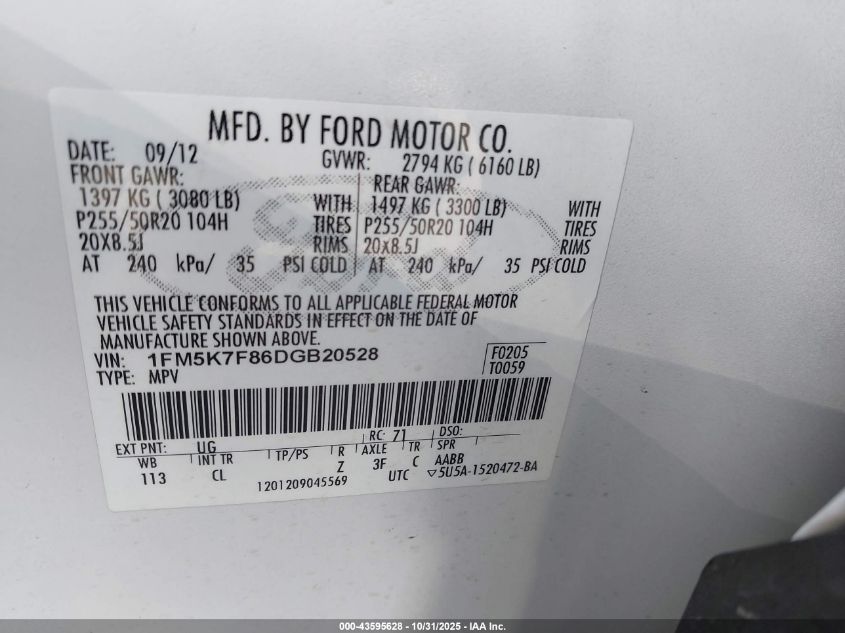 MFD. BY FORD MOTOR CO.
DATE: 09/12 GVWR: 2794 KG ( 6160 LB)
FRONT GAWR: REAR GAWR:
1397 KG ( 3080 LB) WITH 1497 KG ( 3300 LB) WITH
P255/50R20 104H TIRES P255/50R20 104H TIRES
20X8.5J RIMS 20X8.5J RIMS
AT 240 kPa/ 35 PSI COLD AT 240 kPa/ 35 PSI COLD
THIS VEHICLE CONFORMS TO ALL APPLICABLE FEDERAL MOTOR
VEHICLE SAFETY STANDARDS IN EFFECT ON THE DATE OF
MANUFACTURE SHOWN ABOVE.
VIN: 1FM5K7F86DGB20528 F0205
TYPE: MPV T0059
EXT PNT: UG RC: 71 DSO:
WB INT TR TP/PS R AXLE TR SPR
113 CL Z 3F C AABB
1201209045569 UTC ▽5U5A-1520472-BA
000-43595628 - 10/31/2025 - IAA Inc.